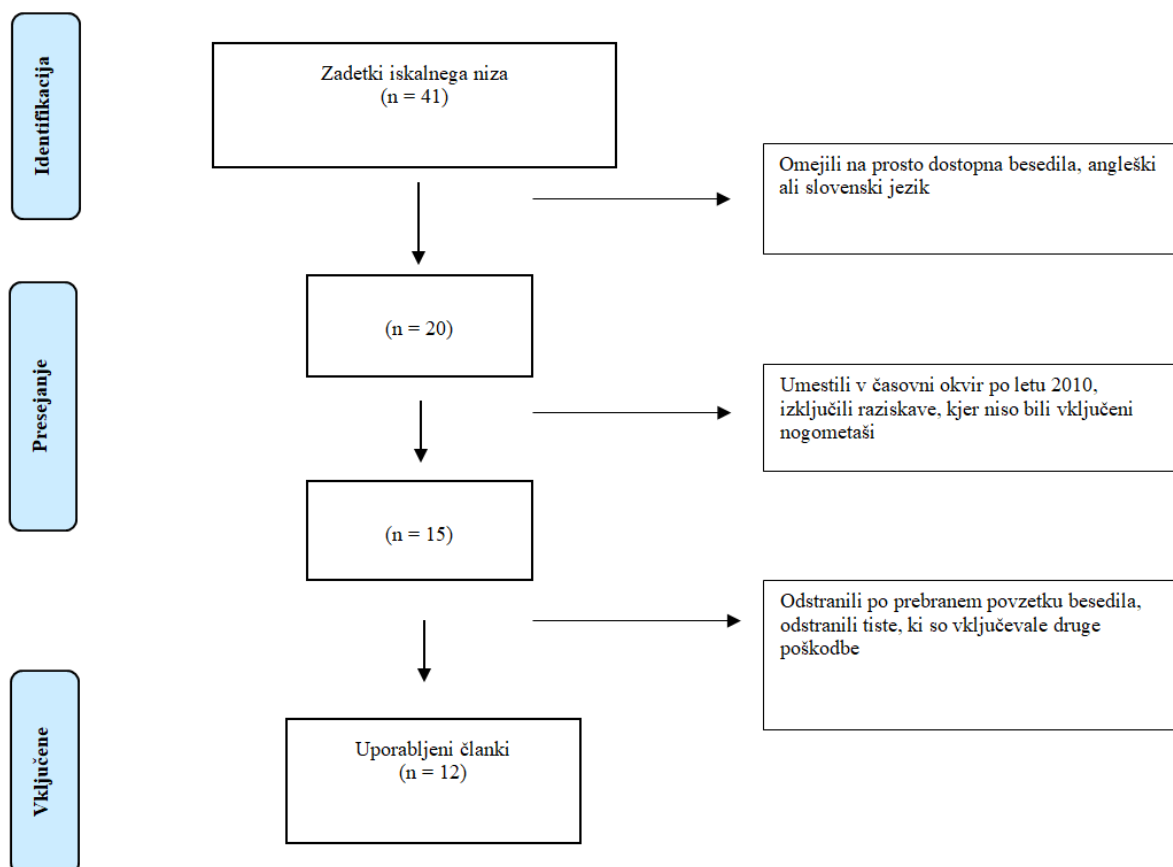 Identifikacija
Zadetki iskalnega niza
(n = 41)
Omejili na prosto dostopna besedila, angleški
ali slovenski jezik
Presejanje
(n = 20)
Umestili v časovni okvir po letu 2010,
izključili raziskave, kjer niso bili vključeni
nogometaši
(n = 15)
Odstranili po prebranem povzetku besedila,
odstranili tiste, ki so vključevale druge
poškodbe
Vključene
Uporabljeni članki
(n = 12)